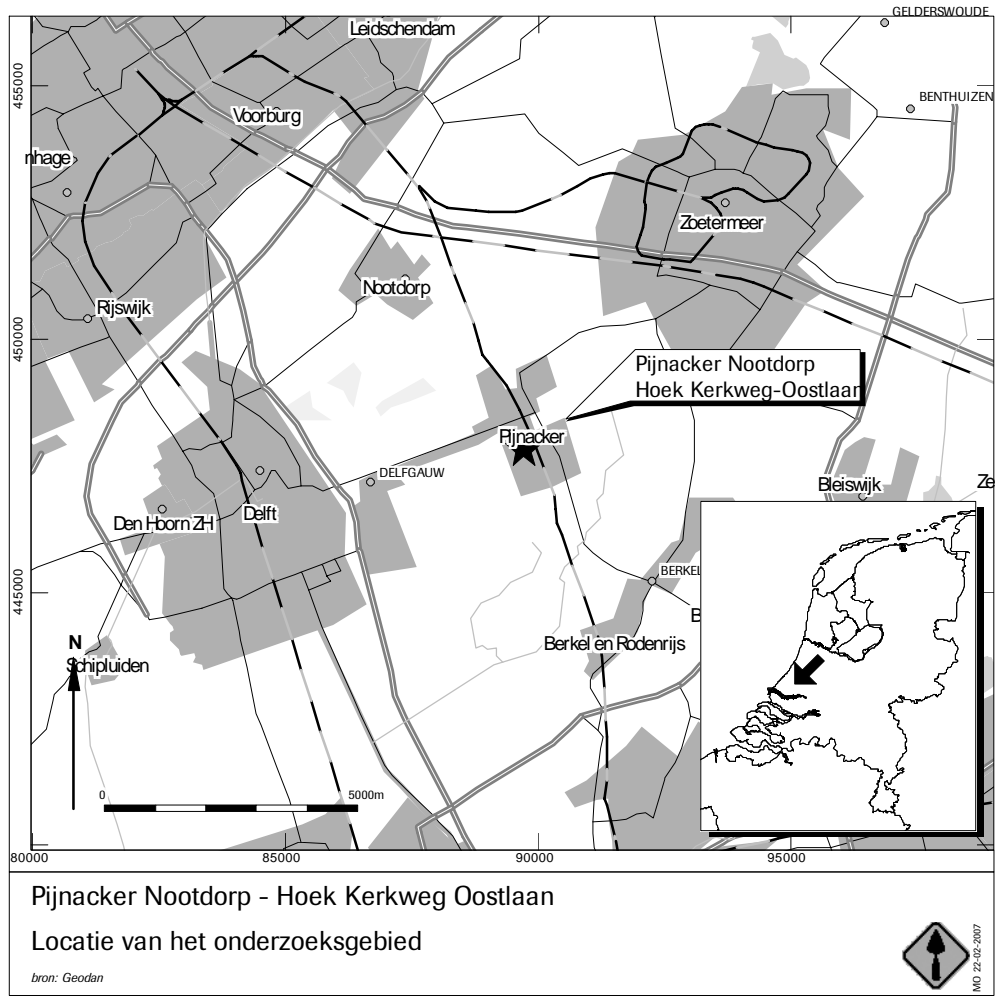 GELDERSWOUDE
Leidschendam
455000
BENTHUIZEN
Voorburg
nhage
Zoetermeer
Nootdorp
Rijswijk
450000
Pijnacker Nootdorp
Hoek Kerkweg-Oostlaan
Pijnacker
DELFGAUW
Bleiswijk
Ze
Den Hoorn ZH
Delft
445000
BERKEL
B
N
Schipluiden
Berkel en Rodenrijs
0 5000m
80000 85000 90000 95000
Pijnacker Nootdorp - Hoek Kerkweg Oostlaan
Locatie van het onderzoeksgebied
bron: Geodan
MO 22-02-2007